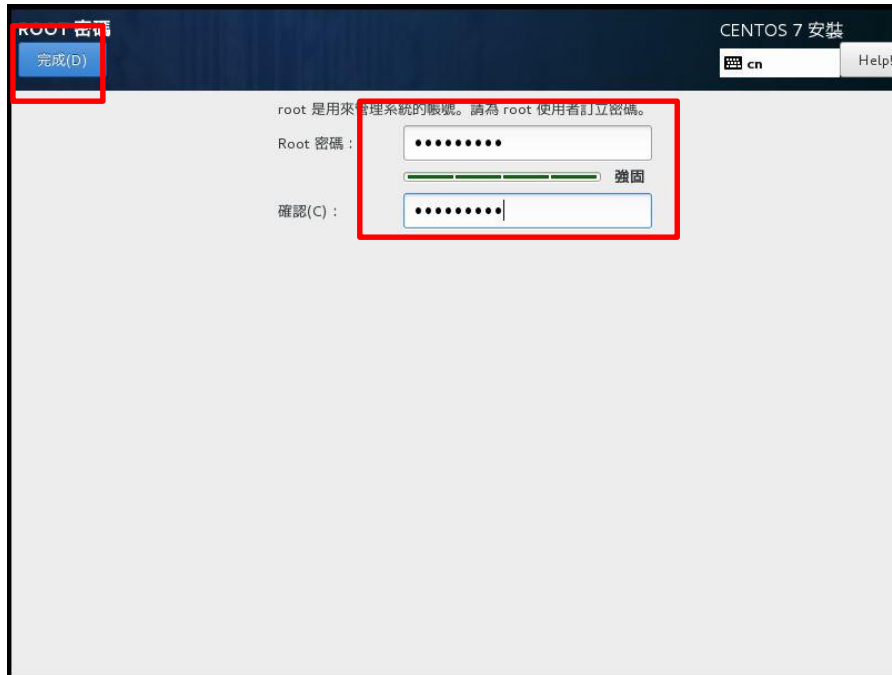 ROOT 密碼
CENTOS 7 安裝
完成(D)
cn
Help!
root 是用來管理系統的帳號。請為 root 使用者訂立密碼。
Root 密碼：
•••••••••
強固
確認(C)：
•••••••••